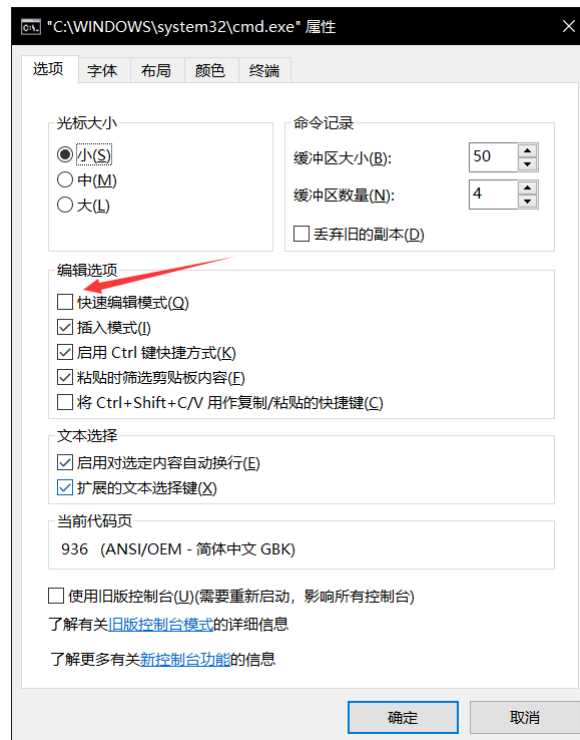 "C:\WINDOWS\system32\cmd.exe" 属性
选项 字体 布局 颜色 终端
光标大小
小(S)
中(M)
大(L)
命令记录
缓冲区大小(B): 50
缓冲区数量(N): 4
丢弃旧的副本(D)
编辑选项
快速编辑模式(Q)
插入模式(I)
启用 Ctrl 键快捷方式(K)
粘贴时筛选剪贴板内容(F)
将 Ctrl+Shift+C/V 用作复制/粘贴的快捷键(C)
文本选择
启用对选定内容自动换行(E)
扩展的文本选择键(X)
当前代码页
936 (ANSI/OEM - 简体中文 GBK)
使用旧版控制台(U)(需要重新启动，影响所有控制台)
了解有关旧版控制台模式的详细信息
了解更多有关新控制台功能的信息
确定 取消